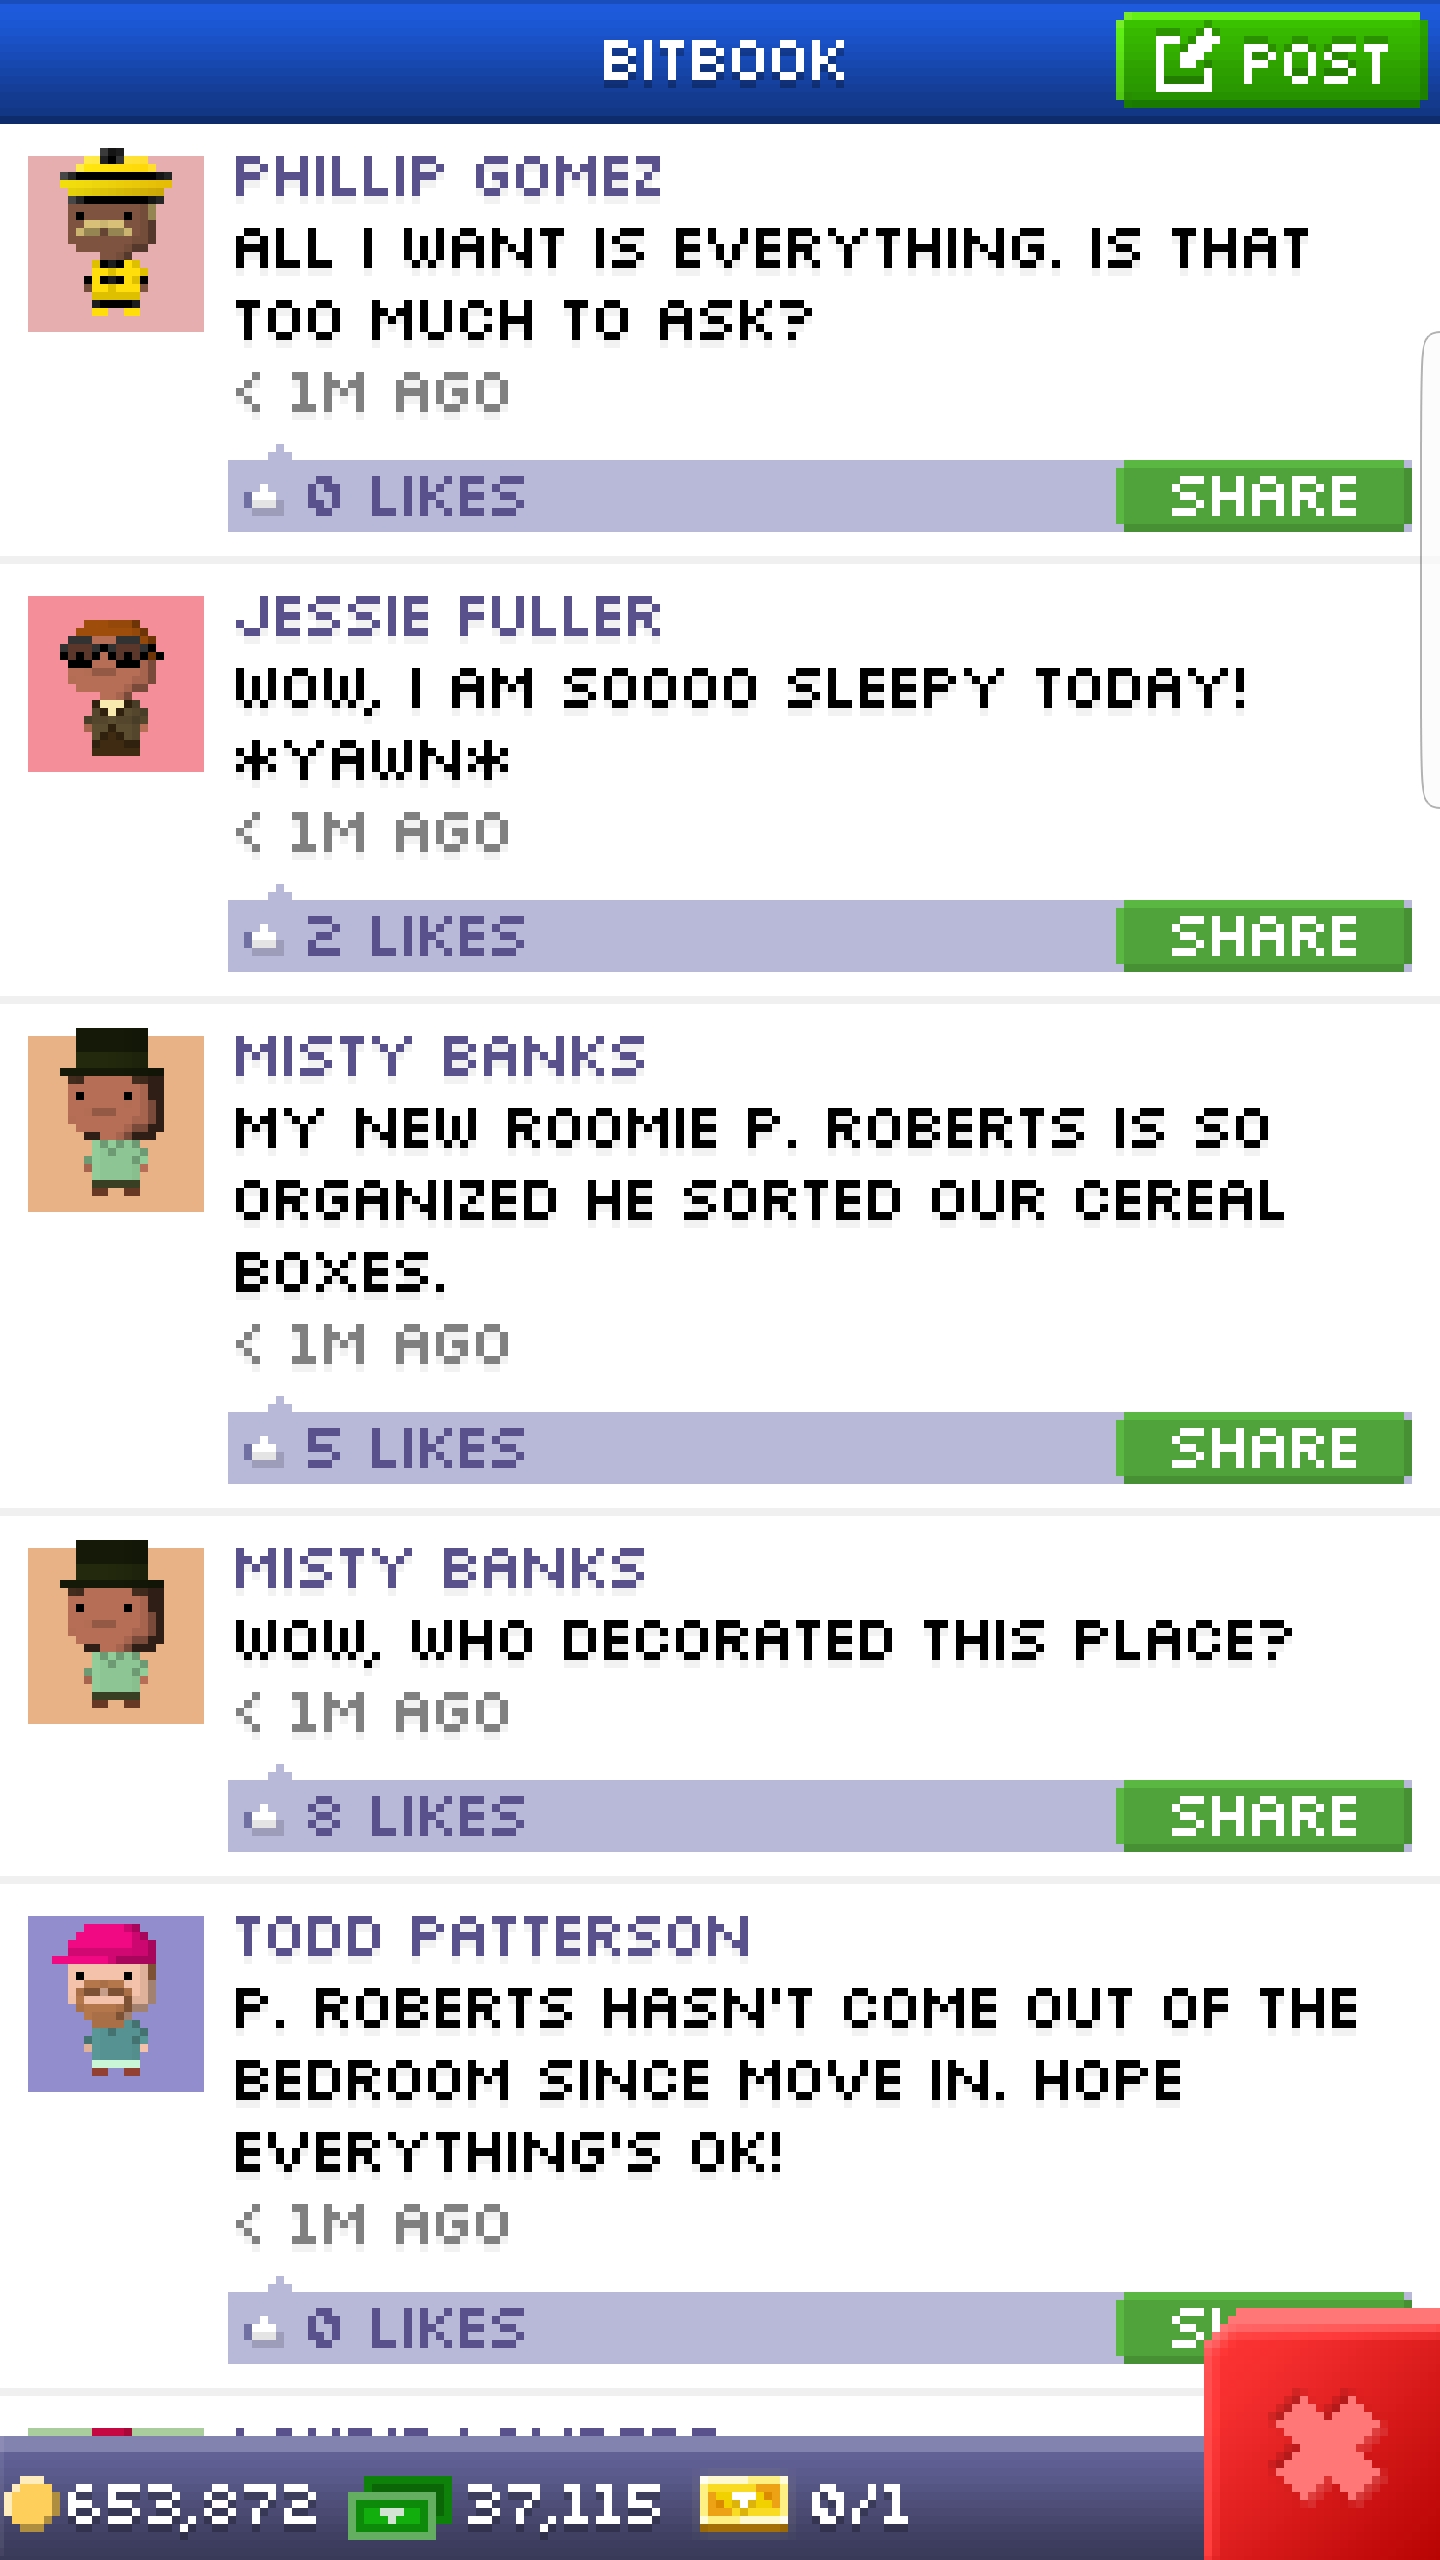 BITBOOK
POST
PHILLIP GOMEZ
ALL I WANT IS EVERYTHING. IS THAT
TOO MUCH TO ASK?
< 1M AGO
0 LIKES
SHARE
JESSIE FULLER
WOW, I AM SOOOO SLEEPY TODAY!
*YAWN*
< 1M AGO
2 LIKES
SHARE
MISTY BANKS
MY NEW ROOMIE P. ROBERTS IS SO
ORGANIZED HE SORTED OUR CEREAL
BOXES.
< 1M AGO
5 LIKES
SHARE
MISTY BANKS
WOW, WHO DECORATED THIS PLACE?
< 1M AGO
8 LIKES
SHARE
TODD PATTERSON
P. ROBERTS HASN'T COME OUT OF THE
BEDROOM SINCE MOVE IN. HOPE
EVERYTHING'S OK!
< 1M AGO
0 LIKES
653,872
37,115
0/1